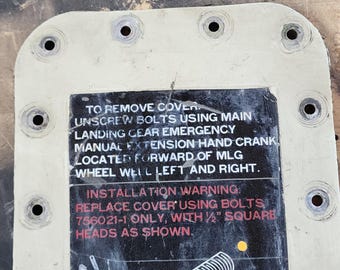 TO REMOVE COVER:
UNSCREW BOLTS USING MAIN
LANDING GEAR EMERGENCY
MANUAL EXTENSION HAND CRANK
LOCATED FORWARD OF MLG
WHEEL WELL LEFT AND RIGHT.
INSTALLATION WARNING:
REPLACE COVER USING BOLTS
756021-1 ONLY, WITH ½" SQUARE
HEADS AS SHOWN.